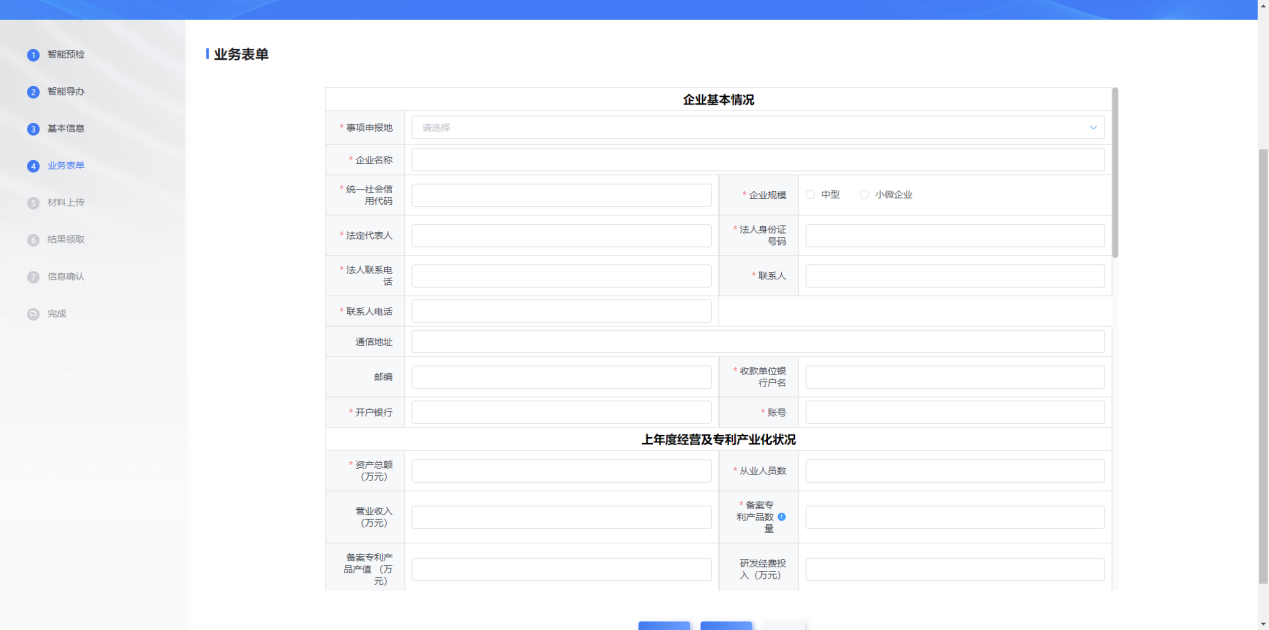 1 智能预检
2 智能导办
3 基本信息
4 业务表单
5 材料上传
6 结果领取
7 信息确认
完成
业务表单
企业基本情况
* 事项申报地 请选择
* 企业名称
* 统一社会信
用代码
* 企业规模 中型 小微企业
* 法定代表人
* 法人身份证
号码
* 法人联系电
话
* 联系人
* 联系人电话
通信地址
邮编
* 收款单位银
行户名
* 开户银行
* 账号
上年度经营及专利产业化状况
* 资产总额
(万元)
* 从业人员数
营业收入
(万元)
* 备案专
利产品数
量
备案专利产
品产值 (万
元)
研发经费投
入 (万元)